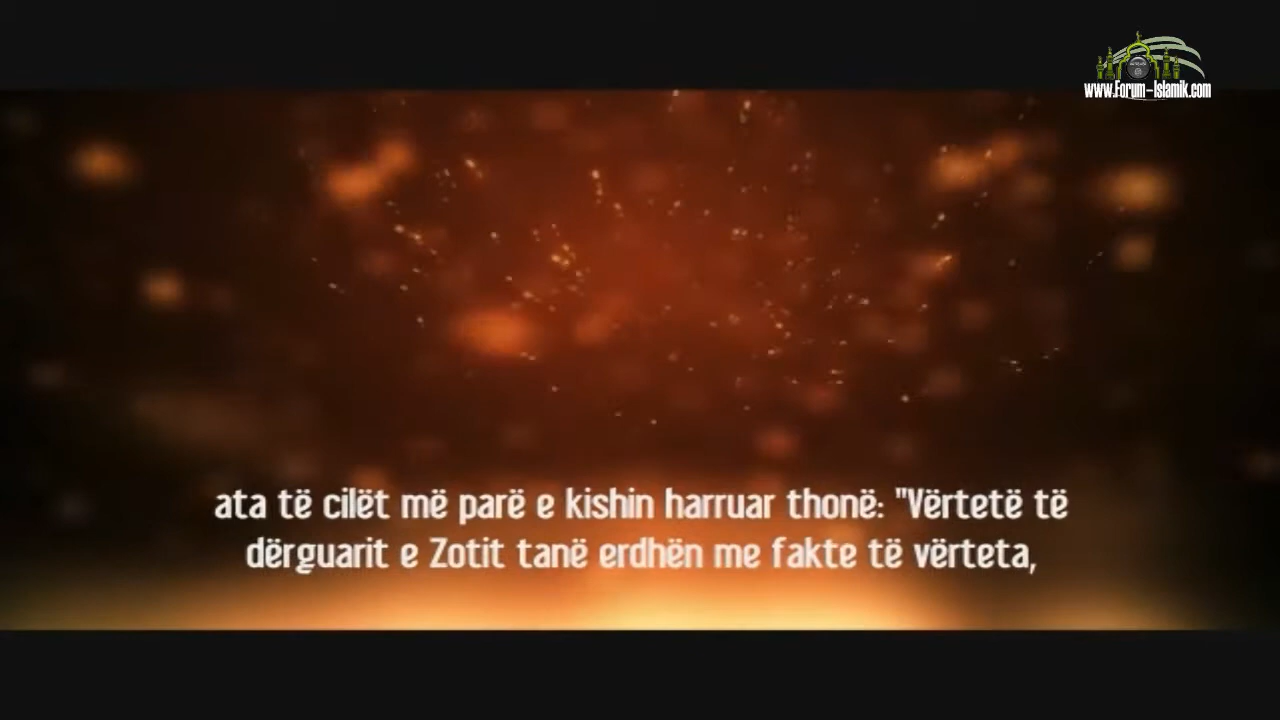 www.Forum-Islamik.com
ata të cilët më parë e kishin harruar thonë: "Vërtetë të
dërguarit e Zotit tanë erdhën me fakte të vërteta,